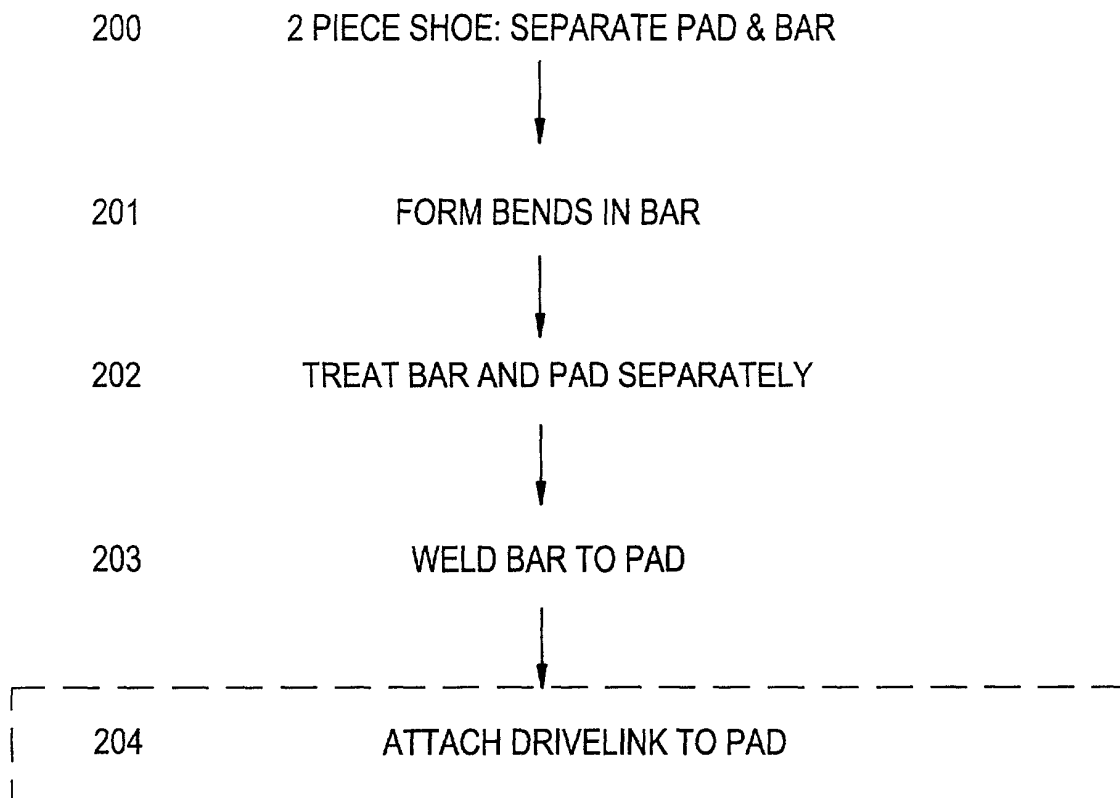 200 2 PIECE SHOE: SEPARATE PAD & BAR
201 FORM BENDS IN BAR
202 TREAT BAR AND PAD SEPARATELY
203 WELD BAR TO PAD
204 ATTACH DRIVELINK TO PAD